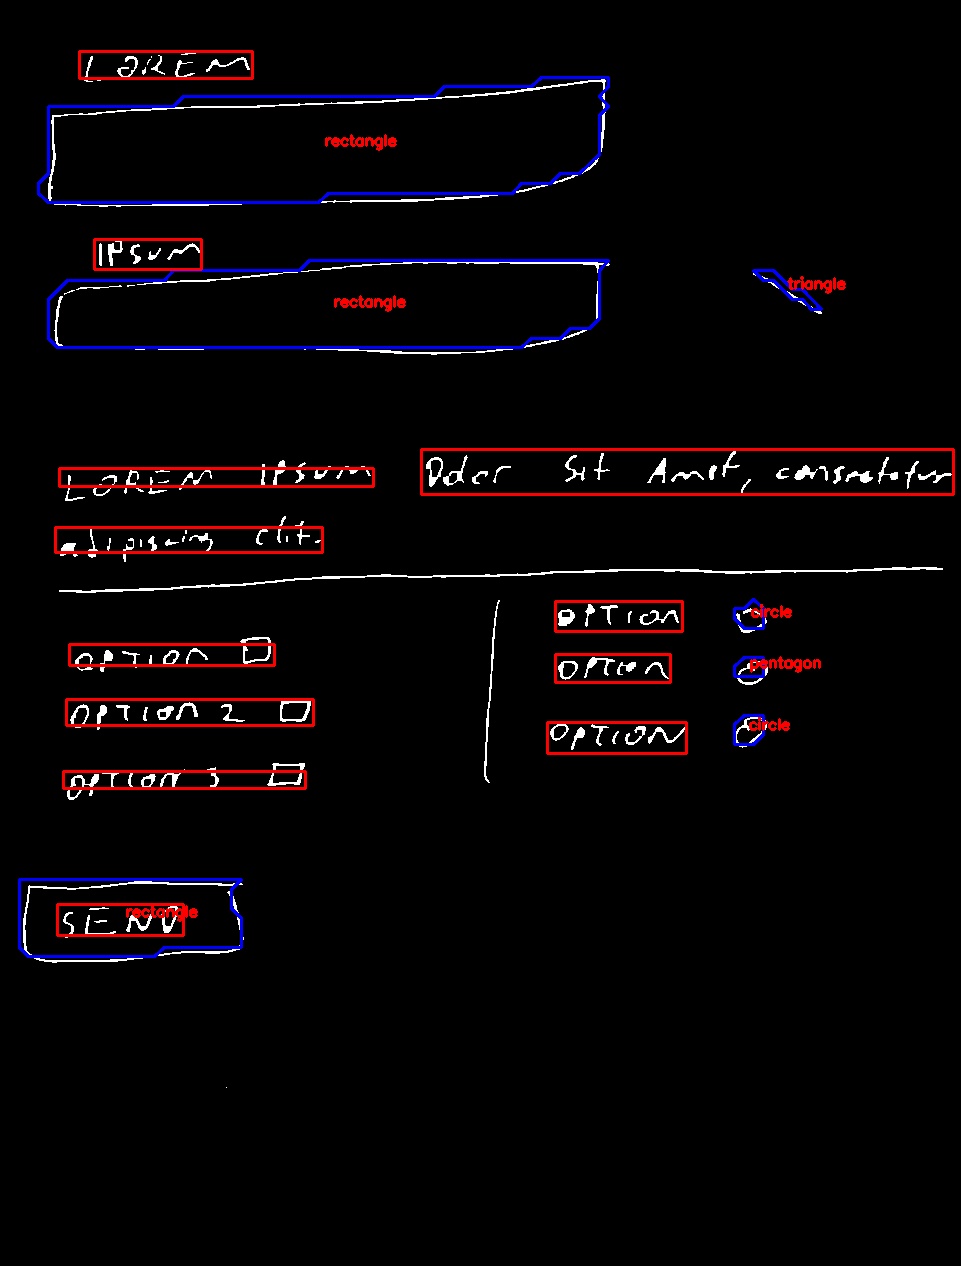 LOREM
rectangle
IPSUM
rectangle
triangle
LOREM IPSUM Dolor Sit Amet, consectetur
adipiscing elit.
OPTION circle
OPTION
OPTION pentagon
OPTION 2
OPTION circle
OPTION 3
SEND
rectangle